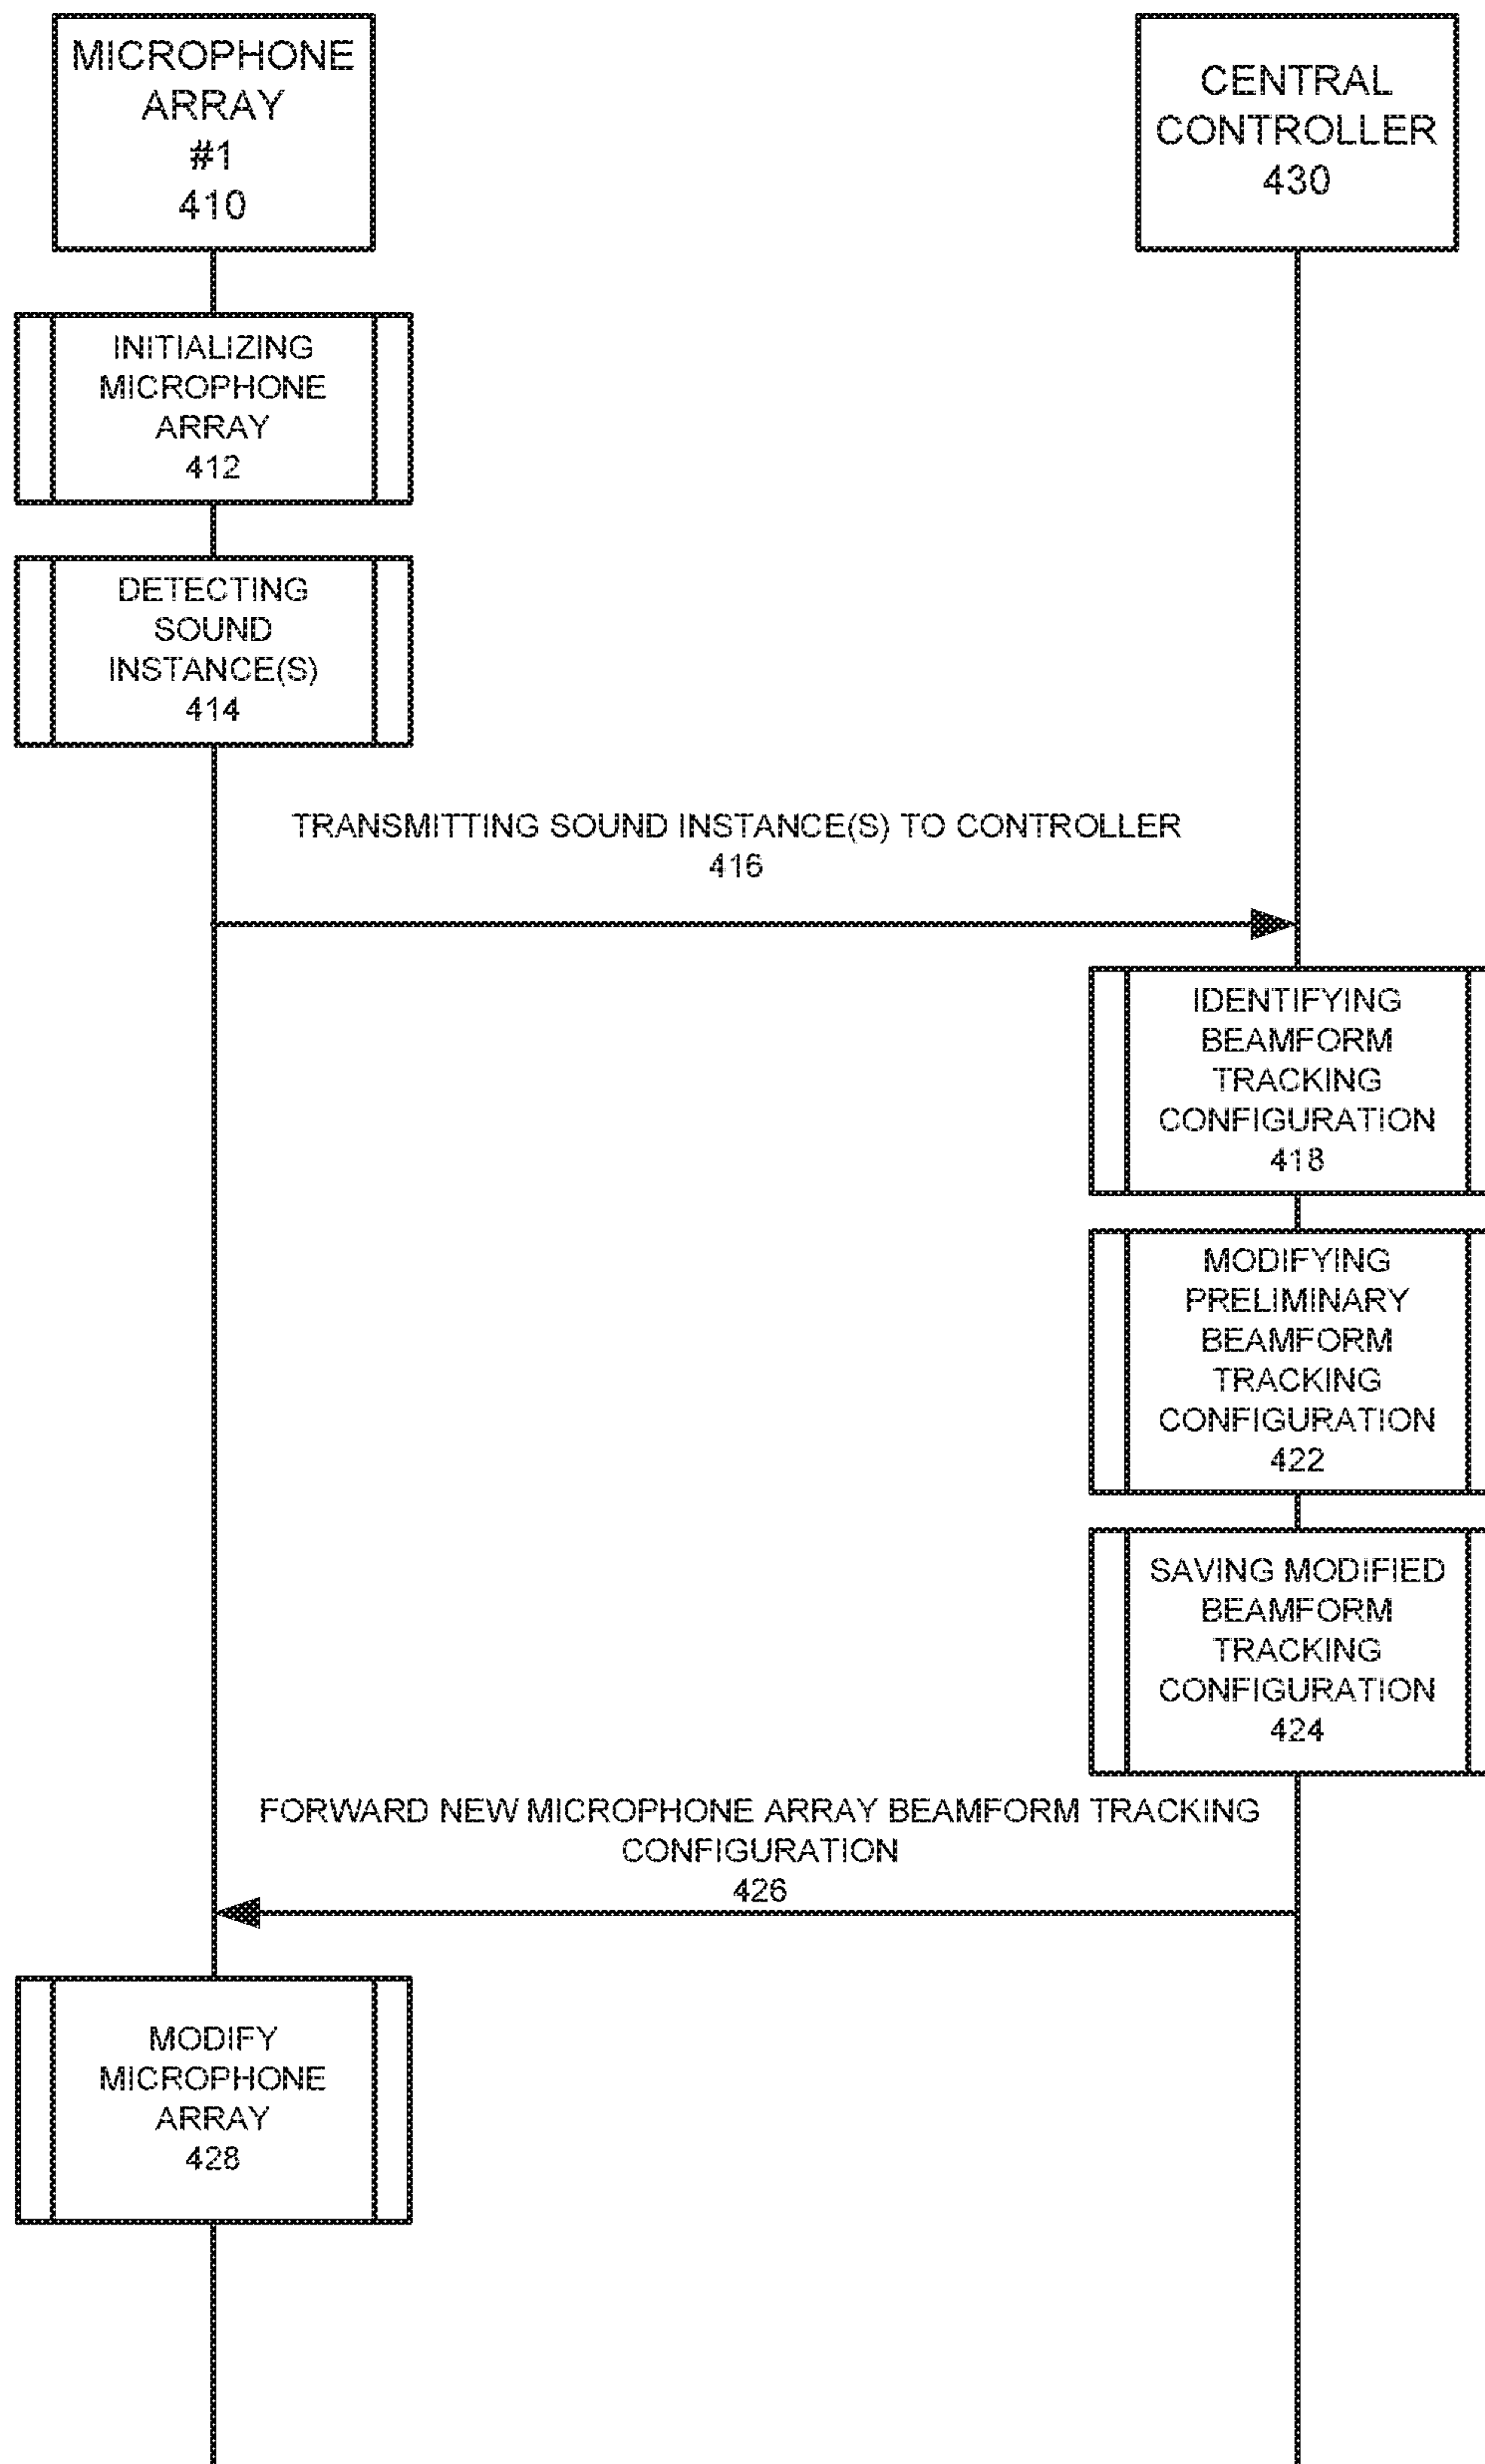 MICROPHONE
ARRAY
#1
410
CENTRAL
CONTROLLER
430
INITIALIZING
MICROPHONE
ARRAY
412
DETECTING
SOUND
INSTANCE(S)
414
TRANSMITTING SOUND INSTANCE(S) TO CONTROLLER
416
IDENTIFYING
BEAMFORM
TRACKING
CONFIGURATION
418
MODIFYING
PRELIMINARY
BEAMFORM
TRACKING
CONFIGURATION
422
SAVING MODIFIED
BEAMFORM
TRACKING
CONFIGURATION
424
FORWARD NEW MICROPHONE ARRAY BEAMFORM TRACKING
CONFIGURATION
426
MODIFY
MICROPHONE
ARRAY
428